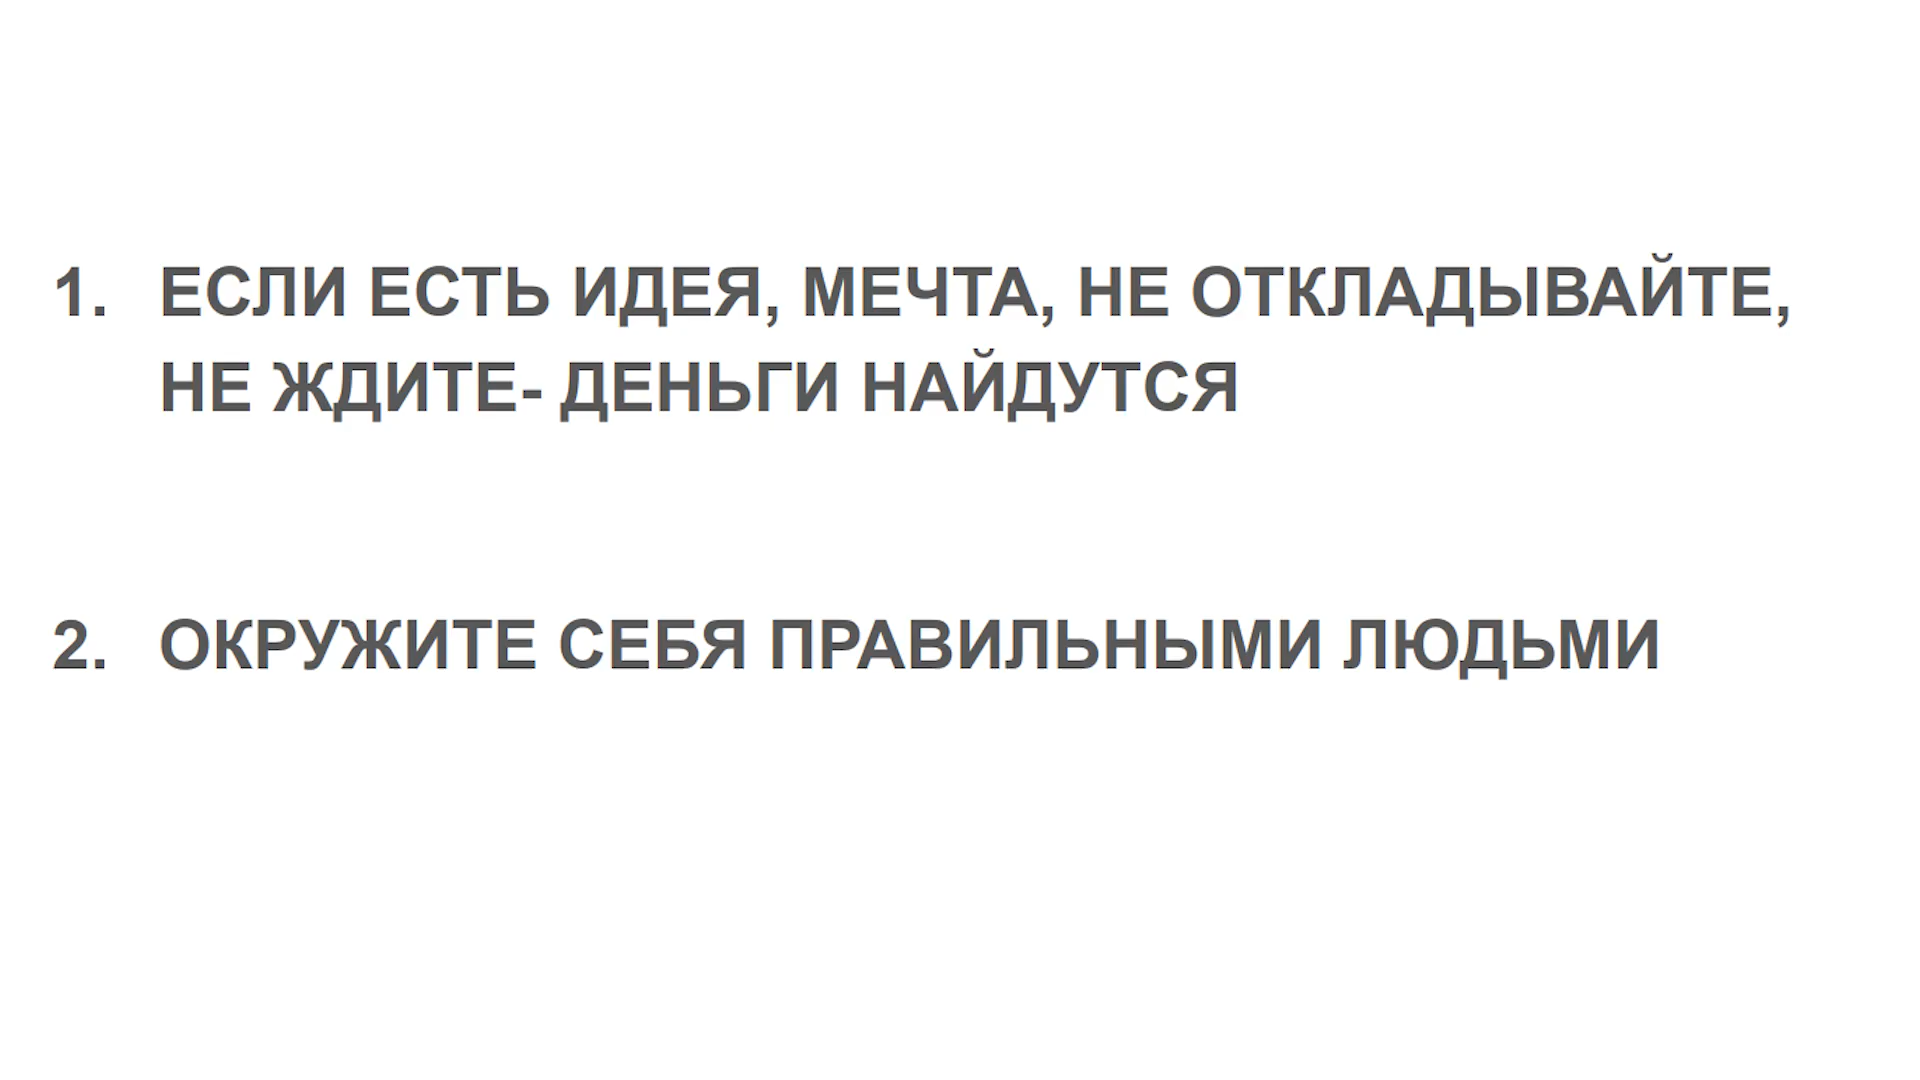 1. ЕСЛИ ЕСТЬ ИДЕЯ, МЕЧТА, НЕ ОТКЛАДЫВАЙТЕ,
НЕ ЖДИТЕ- ДЕНЬГИ НАЙДУТСЯ
2. ОКРУЖИТЕ СЕБЯ ПРАВИЛЬНЫМИ ЛЮДЬМИ